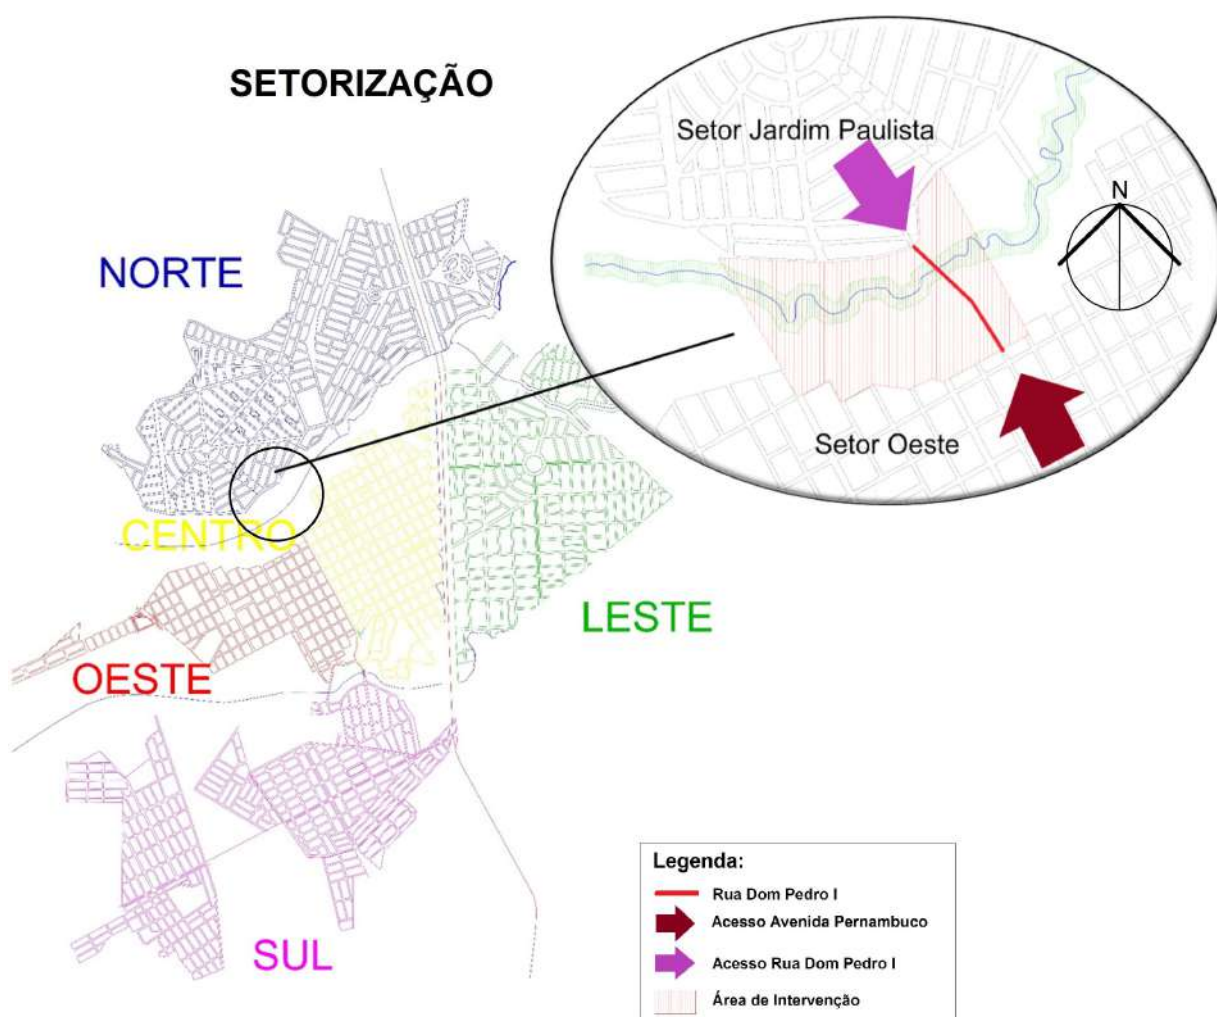 SETORIZAÇÃO
Setor Jardim Paulista
N
NORTE
Setor Oeste
CENTRO
LESTE
OESTE
SUL
Legenda:
Rua Dom Pedro I
Acesso Avenida Pernambuco
Acesso Rua Dom Pedro I
Área de Intervenção